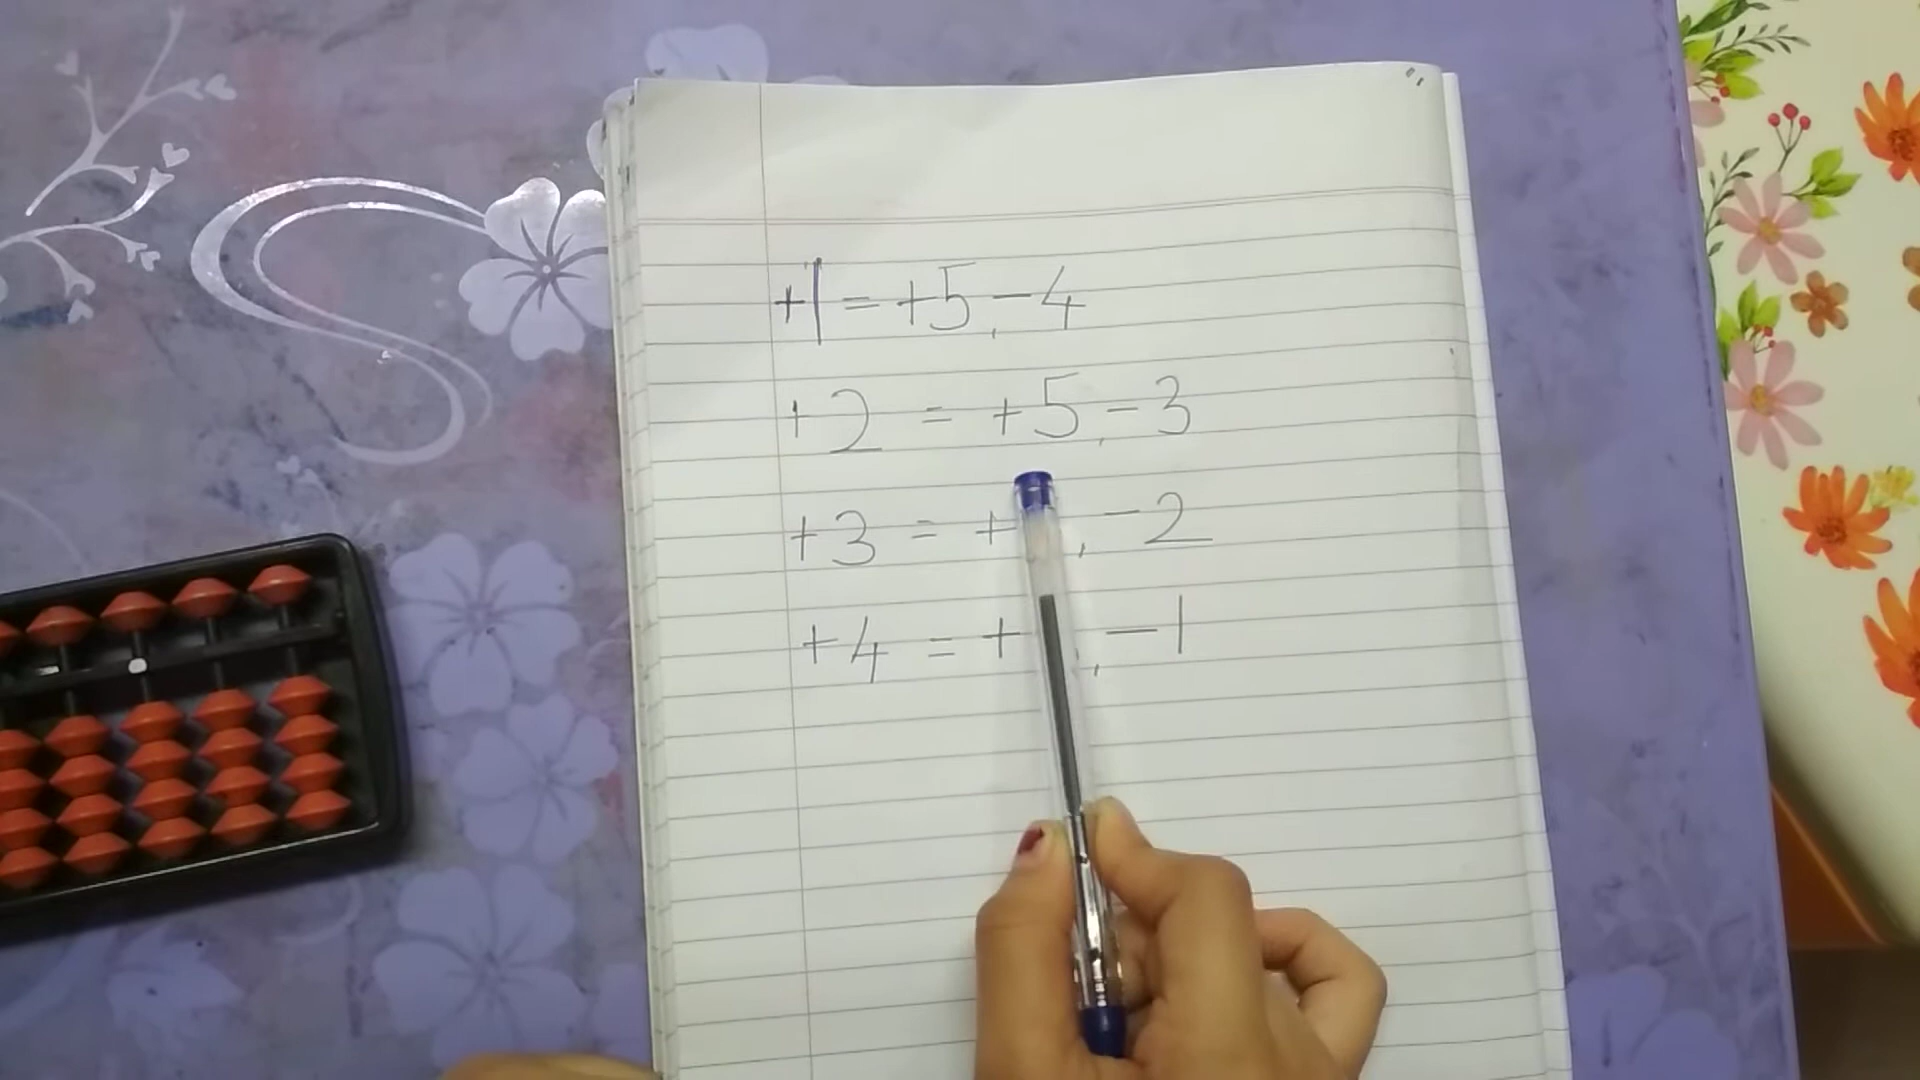 +1 = +5, -4
+2 = +5, -3
+3 = + , -2
+4 = + , -1